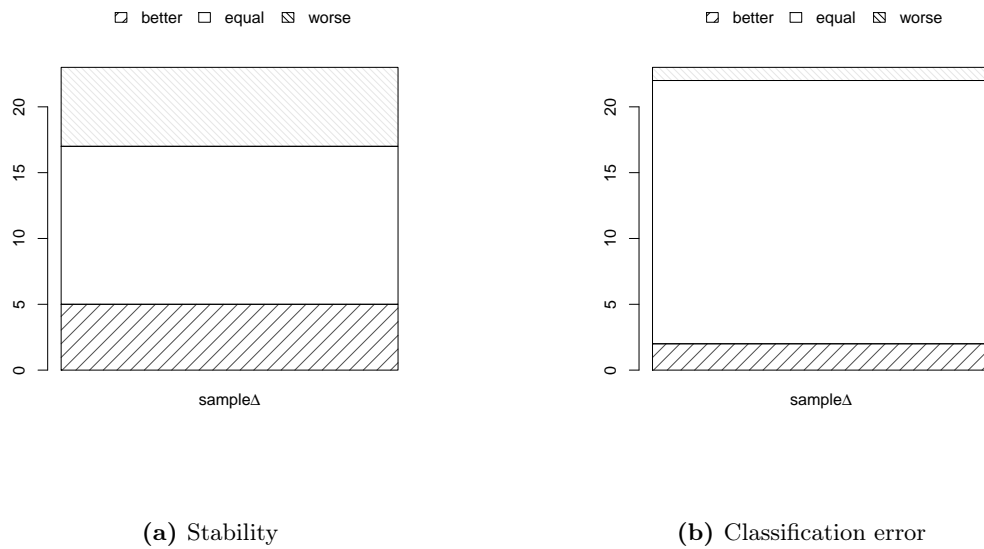 better equal worse
20
15
10
5
0
sampleΔ
(a) Stability
better equal worse
20
15
10
5
0
sampleΔ
(b) Classification error